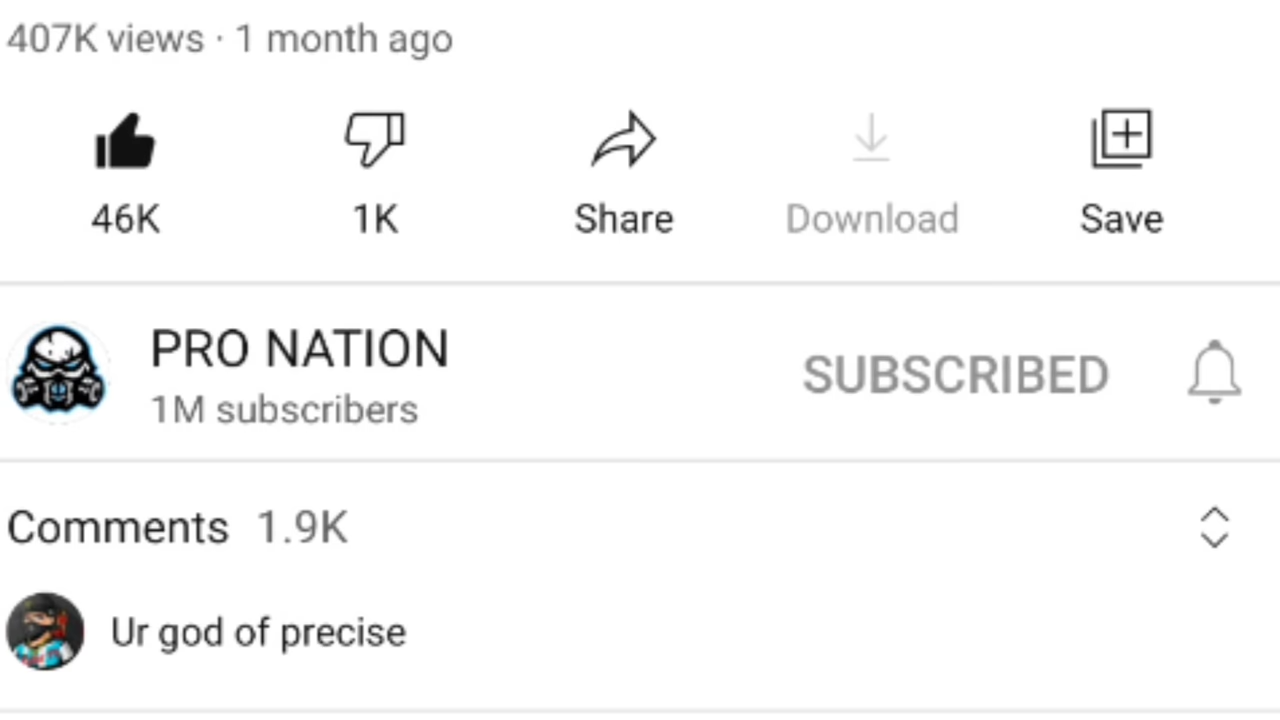 407K views · 1 month ago
46K 1K Share Download Save
PRO NATION
1M subscribers
SUBSCRIBED
Comments 1.9K
Ur god of precise